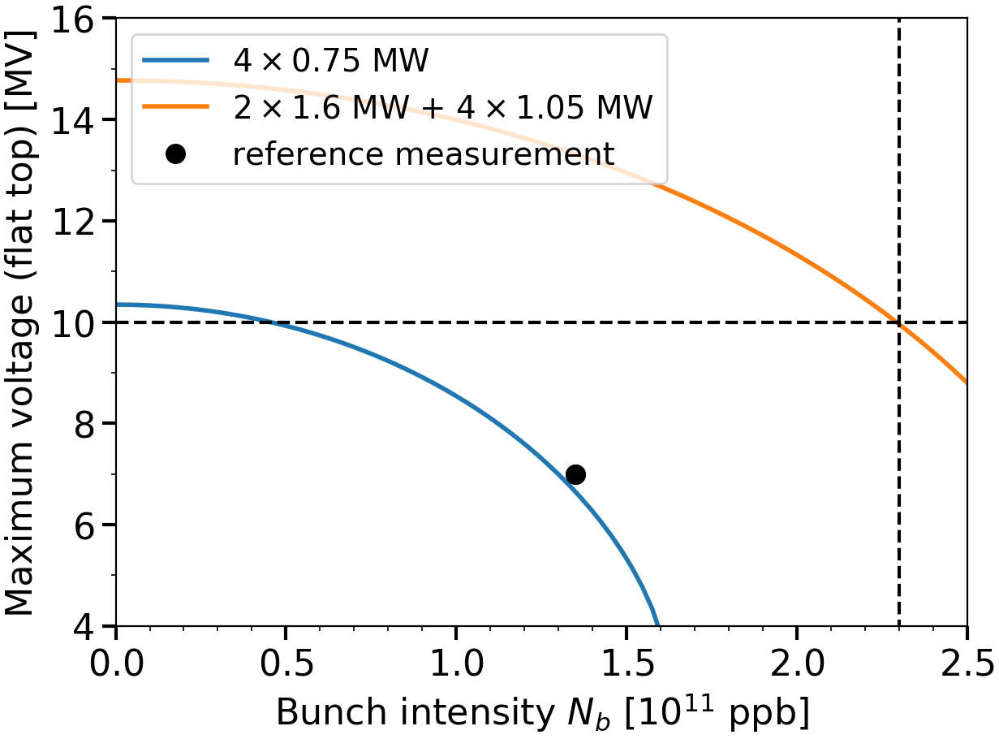 Maximum voltage (flat top) [MV]
16
14
12
10
8
6
4
4 × 0.75 MW
2 × 1.6 MW + 4 × 1.05 MW
reference measurement
0.0 0.5 1.0 1.5 2.0 2.5
Bunch intensity $N_b$ [$10^{11}$ ppb]